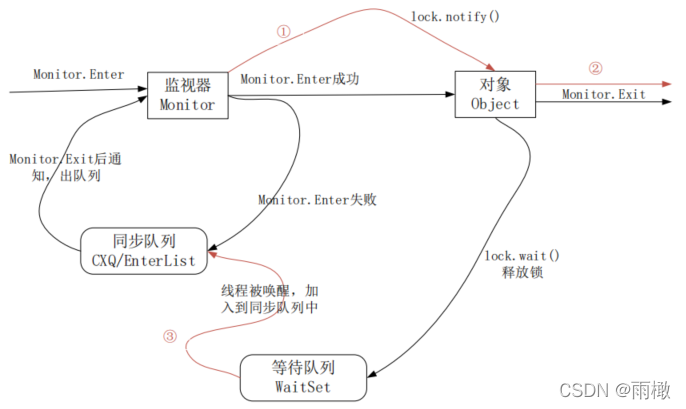 ①
lock.notify()
Monitor.Enter
监视器
Monitor
Monitor.Enter成功
对象
Object
②
Monitor.Exit
Monitor.Exit后通
知，出队列
Monitor.Enter失败
同步队列
CXQ/EnterList
lock.wait()
释放锁
线程被唤醒，加
入到同步队列中
③
等待队列
WaitSet
CSDN @雨橄